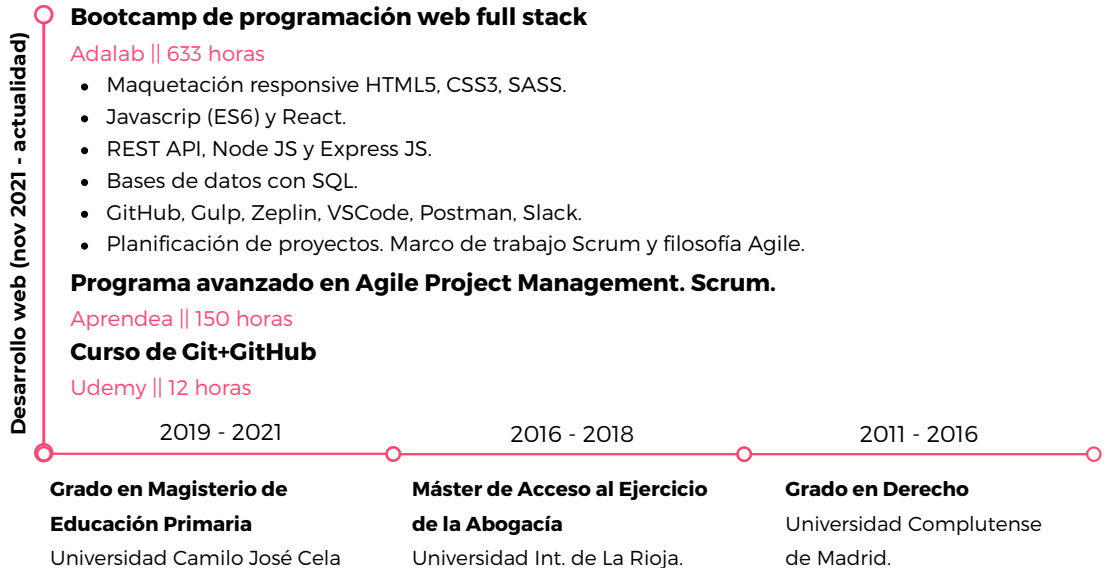 Desarrollo web (nov 2021 - actualidad)
Bootcamp de programación web full stack
Adalab || 633 horas
Maquetación responsive HTML5, CSS3, SASS.
Javascrip (ES6) y React.
REST API, Node JS y Express JS.
Bases de datos con SQL.
GitHub, Gulp, Zeplin, VSCode, Postman, Slack.
Planificación de proyectos. Marco de trabajo Scrum y filosofía Agile.
Programa avanzado en Agile Project Management. Scrum.
Aprendea || 150 horas
Curso de Git+GitHub
Udemy || 12 horas
2019 - 2021
Grado en Magisterio de
Educación Primaria
Universidad Camilo José Cela
2016 - 2018
Máster de Acceso al Ejercicio
de la Abogacía
Universidad Int. de La Rioja.
2011 - 2016
Grado en Derecho
Universidad Complutense
de Madrid.